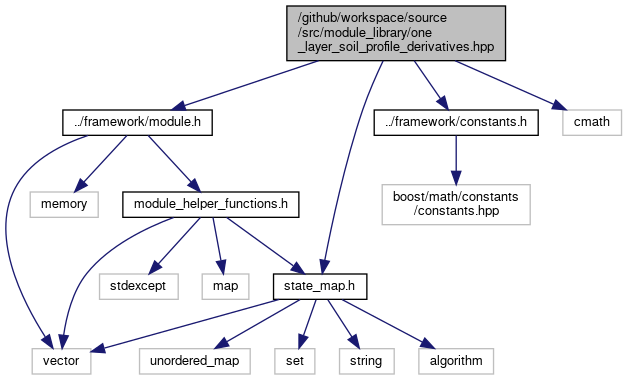 /github/workspace/source
/src/module_library/one
_layer_soil_profile_derivatives.hpp
../framework/module.h
../framework/constants.h
cmath
memory
module_helper_functions.h
boost/math/constants
/constants.hpp
stdexcept
map
state_map.h
vector
unordered_map
set
string
algorithm